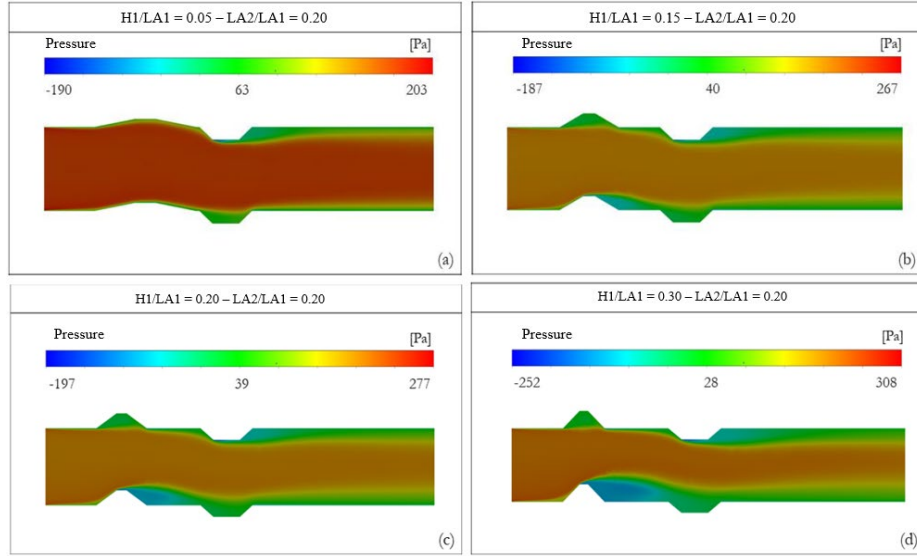 H1/LA1 = 0.05 – LA2/LA1 = 0.20
Pressure [Pa]
-190 63 203
(a)
H1/LA1 = 0.15 – LA2/LA1 = 0.20
Pressure [Pa]
-187 40 267
(b)
H1/LA1 = 0.20 – LA2/LA1 = 0.20
Pressure [Pa]
-197 39 277
(c)
H1/LA1 = 0.30 – LA2/LA1 = 0.20
Pressure [Pa]
-252 28 308
(d)